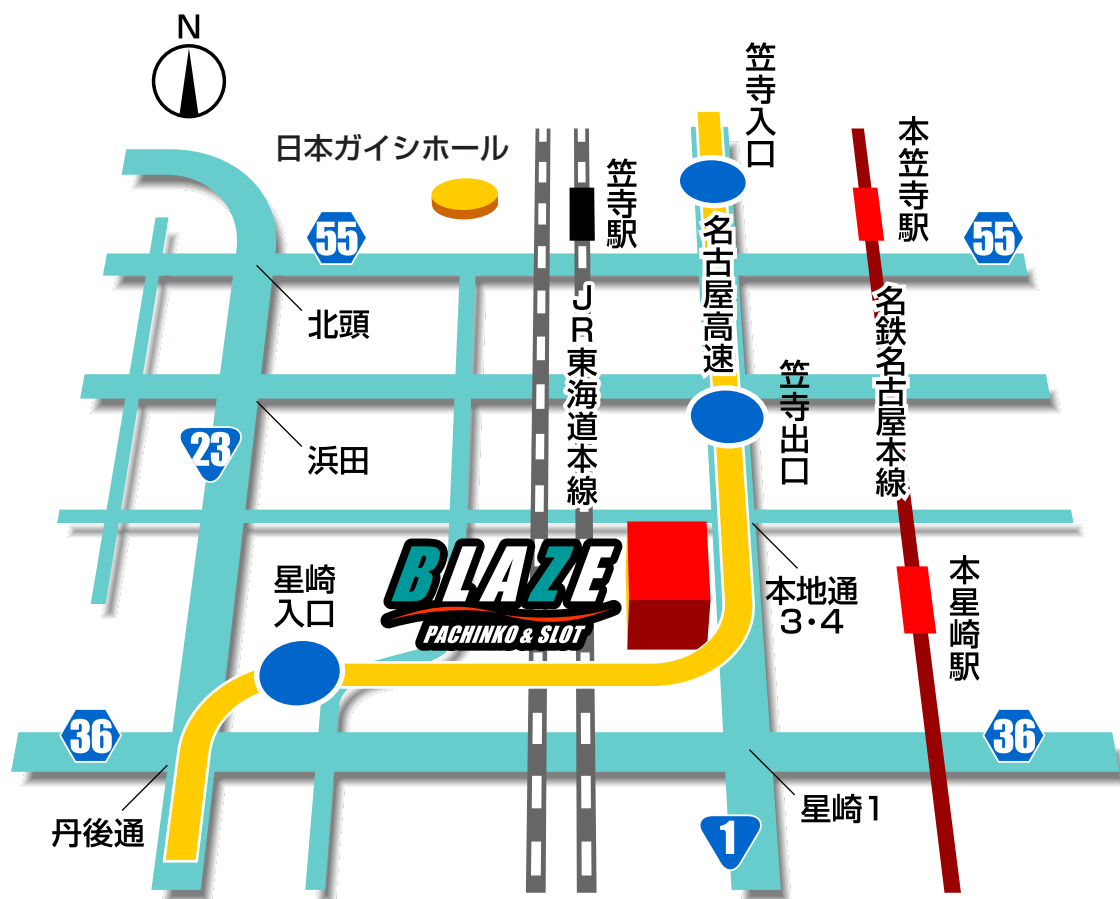 N
笠寺入口
日本ガイシホール
笠寺駅
本笠寺駅
55
55
名古屋高速
北頭
JR東海道本線
名鉄名古屋本線
笠寺出口
23
浜田
BLAZE
PACHINKO & SLOT
星崎
入口
本地通
3・4
本星崎駅
36
36
丹後通
星崎1
1